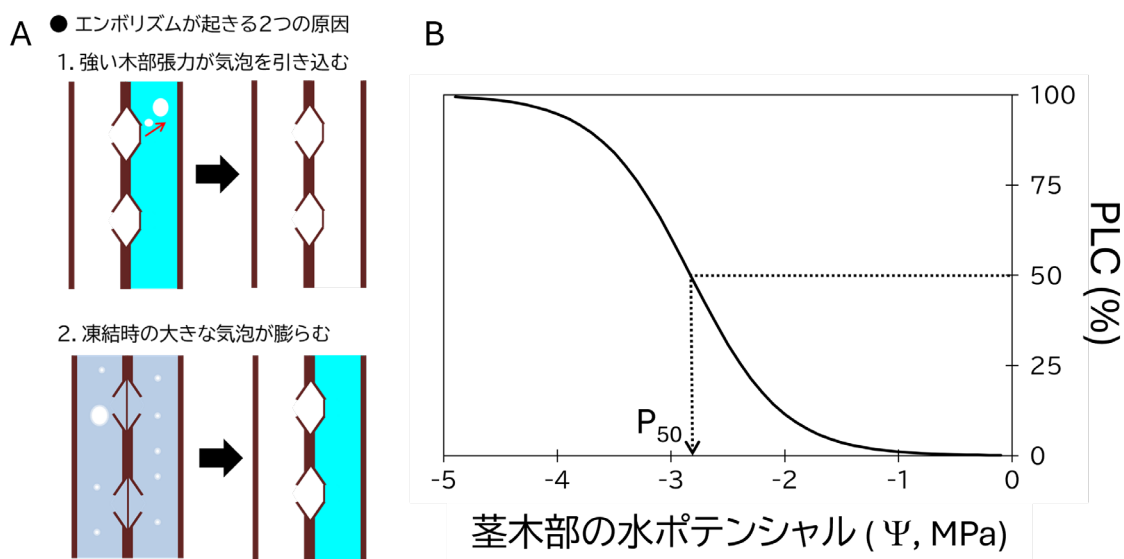 A
● エンボリズムが起きる2つの原因
1. 強い木部張力が気泡を引き込む
2. 凍結時の大きな気泡が膨らむ
B
100
75
50
25
0
PLC (%)
P50
-5
-4
-3
-2
-1
0
茎木部の水ポテンシャル ( Ψ, MPa)